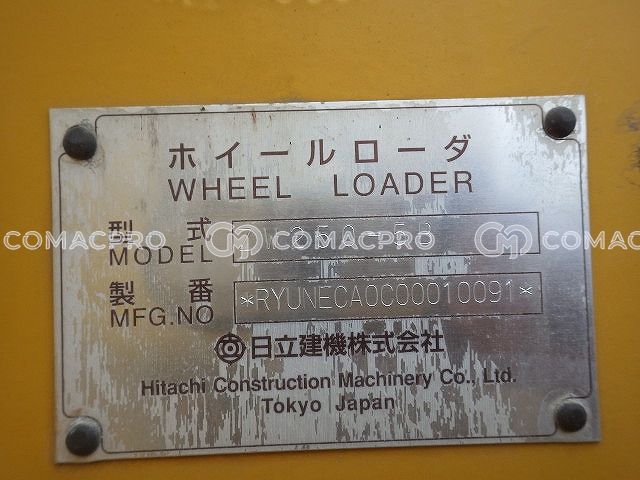 ホイールローダ
WHEEL LOADER
型式
MODEL
製番
MFG.NO *RYUNECA0C00010091*
日立建機株式会社
Hitachi Construction Machinery Co., Ltd.
Tokyo Japan
COMACPRO COMACPRO COMACPRO